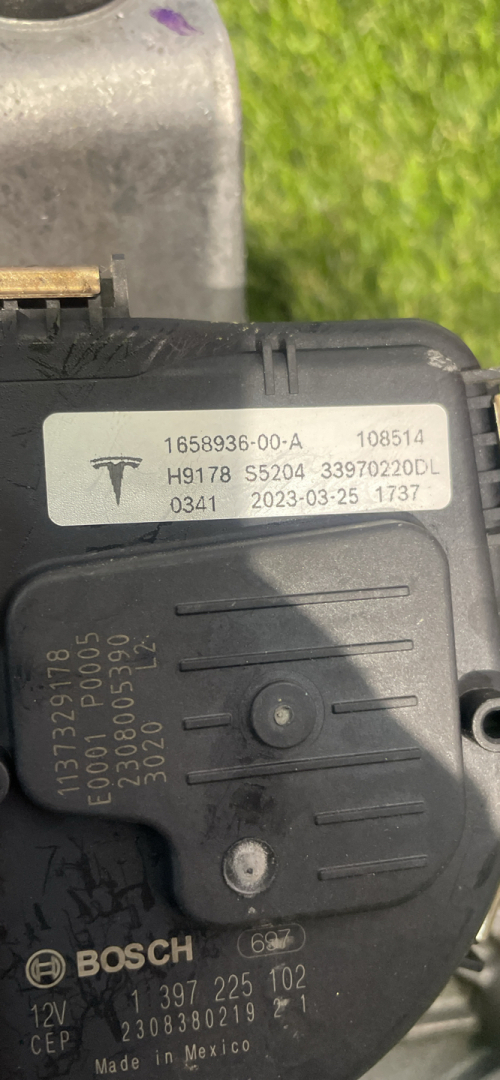 1658936-00-A 108514
H9178 S5204 33970220DL
0341 2023-03-25 1737
1137329178
E0001 P0005
2308005390
3020 L2
BOSCH 697
12V 1 397 225 102
CEP 2308380219 2 1
Made in Mexico